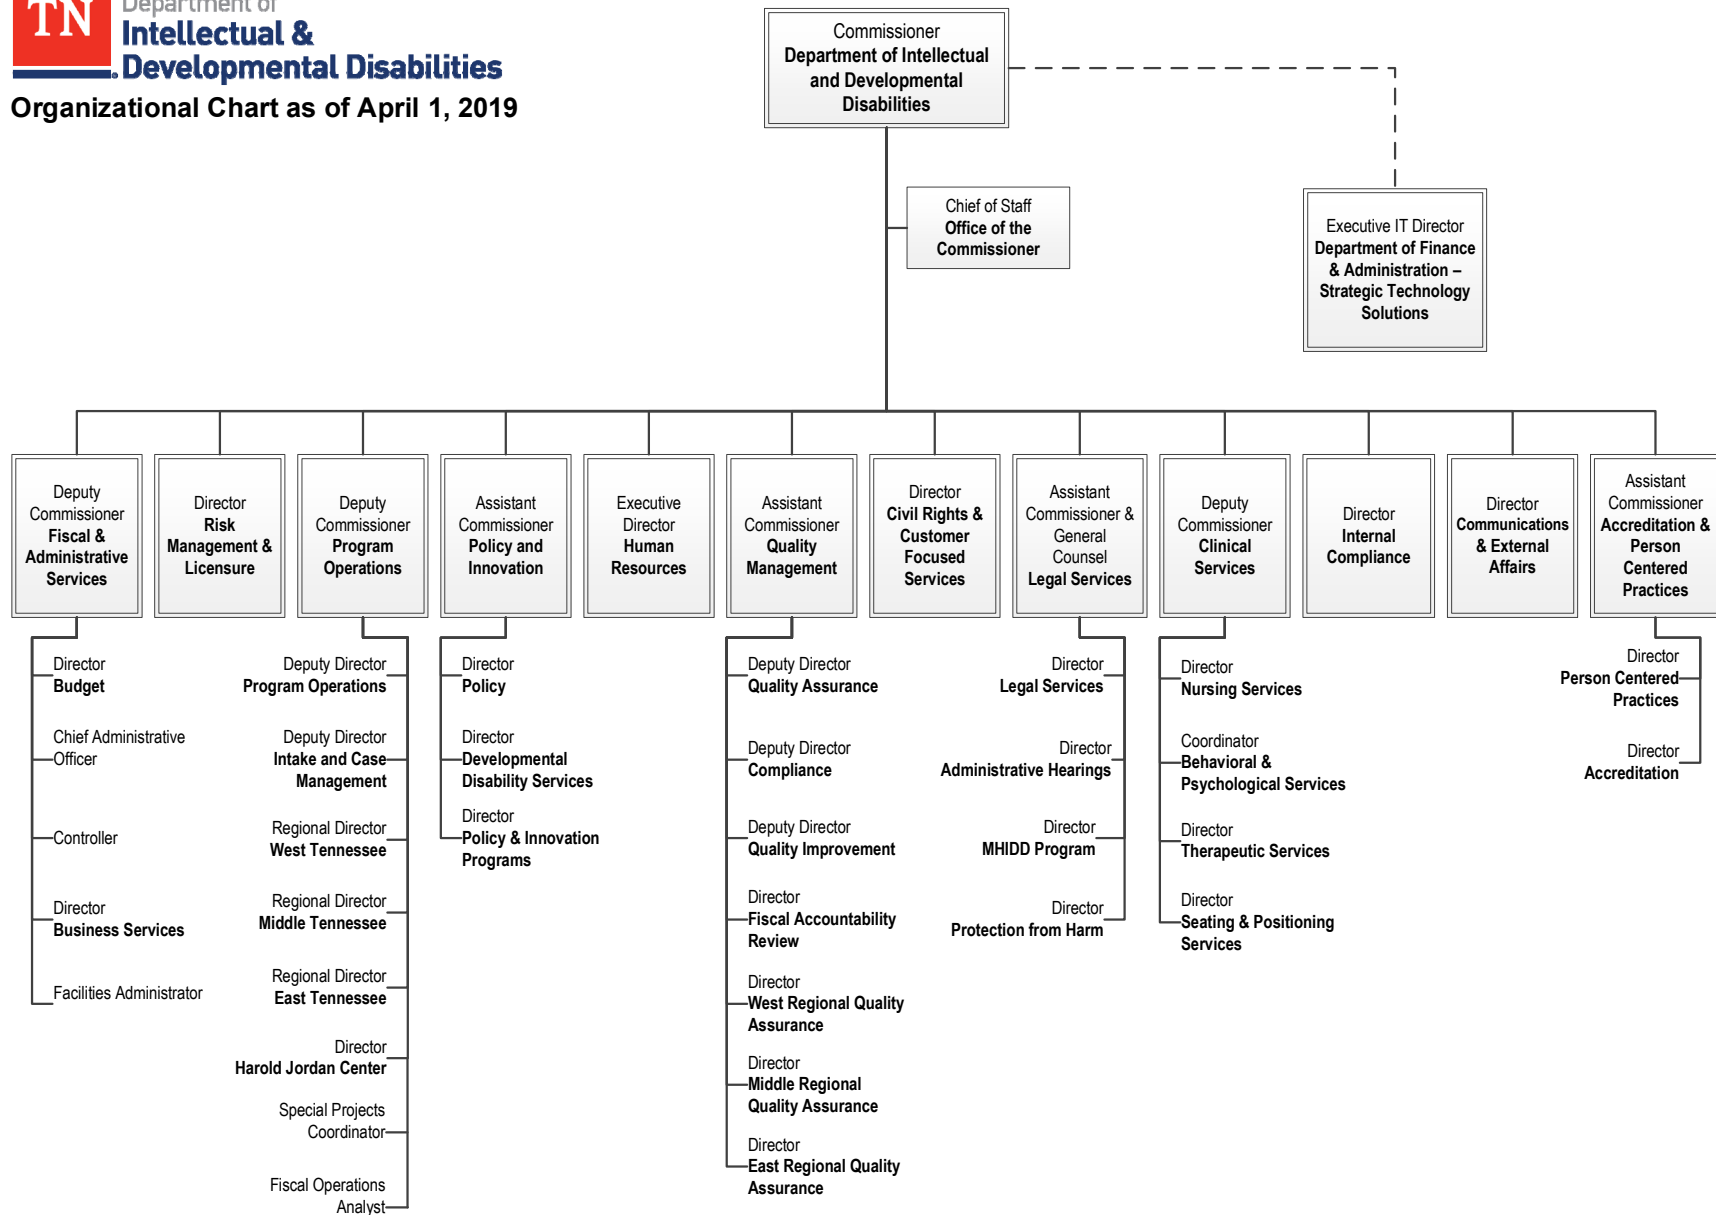 TN
Department of
Intellectual &
Developmental Disabilities
Organizational Chart as of April 1, 2019
Commissioner
Department of Intellectual
and Developmental
Disabilities
Chief of Staff
Office of the
Commissioner
Executive IT Director
Department of Finance
& Administration –
Strategic Technology
Solutions
Deputy
Commissioner
Fiscal &
Administrative
Services
Director
Risk
Management &
Licensure
Deputy
Commissioner
Program
Operations
Assistant
Commissioner
Policy and
Innovation
Executive
Director
Human
Resources
Assistant
Commissioner
Quality
Management
Director
Civil Rights &
Customer
Focused
Services
Assistant
Commissioner &
General
Counsel
Legal Services
Deputy
Commissioner
Clinical
Services
Director
Internal
Compliance
Director
Communications
& External
Affairs
Assistant
Commissioner
Accreditation &
Person
Centered
Practices
Director
Budget
Chief Administrative
Officer
Controller
Director
Business Services
Facilities Administrator
Deputy Director
Program Operations
Deputy Director
Intake and Case
Management
Regional Director
West Tennessee
Regional Director
Middle Tennessee
Regional Director
East Tennessee
Director
Harold Jordan Center
Special Projects
Coordinator
Fiscal Operations
Analyst
Director
Policy
Director
Developmental
Disability Services
Director
Policy & Innovation
Programs
Deputy Director
Quality Assurance
Deputy Director
Compliance
Deputy Director
Quality Improvement
Director
Fiscal Accountability
Review
Director
West Regional Quality
Assurance
Director
Middle Regional
Quality Assurance
Director
East Regional Quality
Assurance
Director
Legal Services
Director
Administrative Hearings
Director
MHIDD Program
Director
Protection from Harm
Director
Nursing Services
Coordinator
Behavioral &
Psychological Services
Director
Therapeutic Services
Director
Seating & Positioning
Services
Director
Person Centered
Practices
Director
Accreditation